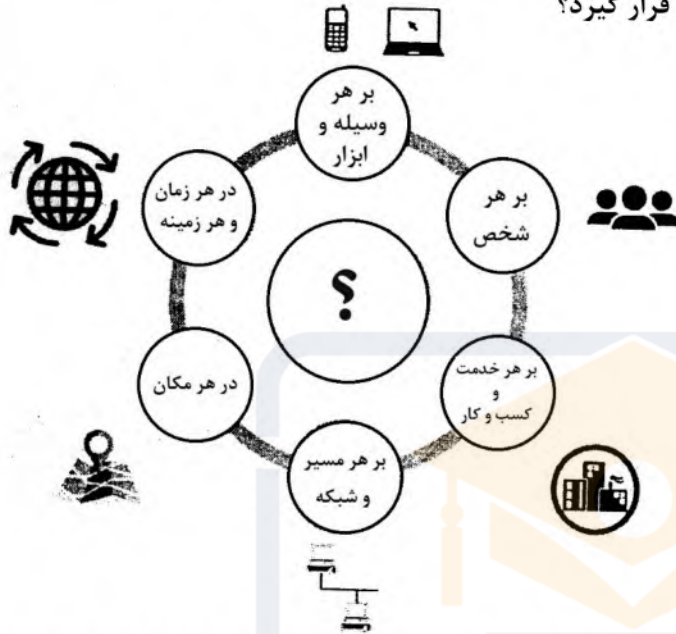 قرار گیرد؟
بر هر
وسیله و
ابزار
بر هر
شخص
در هر زمان
و هر زمینه
؟
بر هر خدمت
و
کسب و کار
در هر مکان
بر هر مسیر
و شبکه